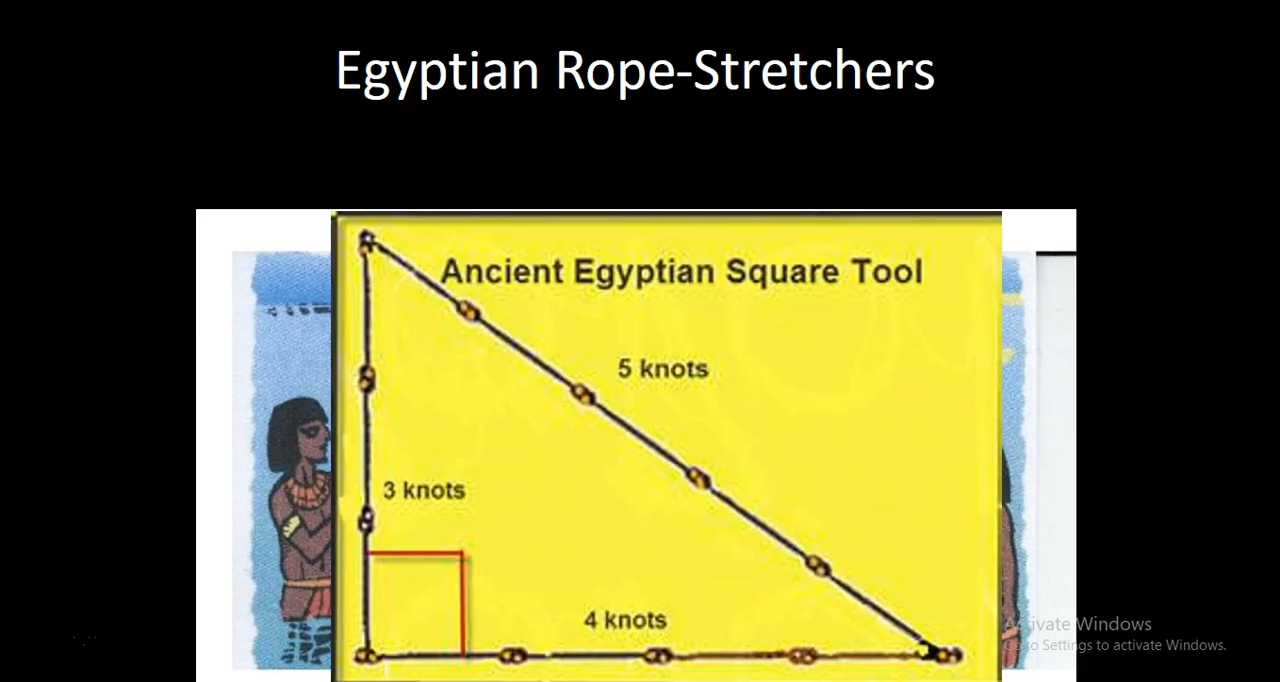 Egyptian Rope-Stretchers
Ancient Egyptian Square Tool
5 knots
3 knots
4 knots
Activate Windows
Go to Settings to activate Windows.